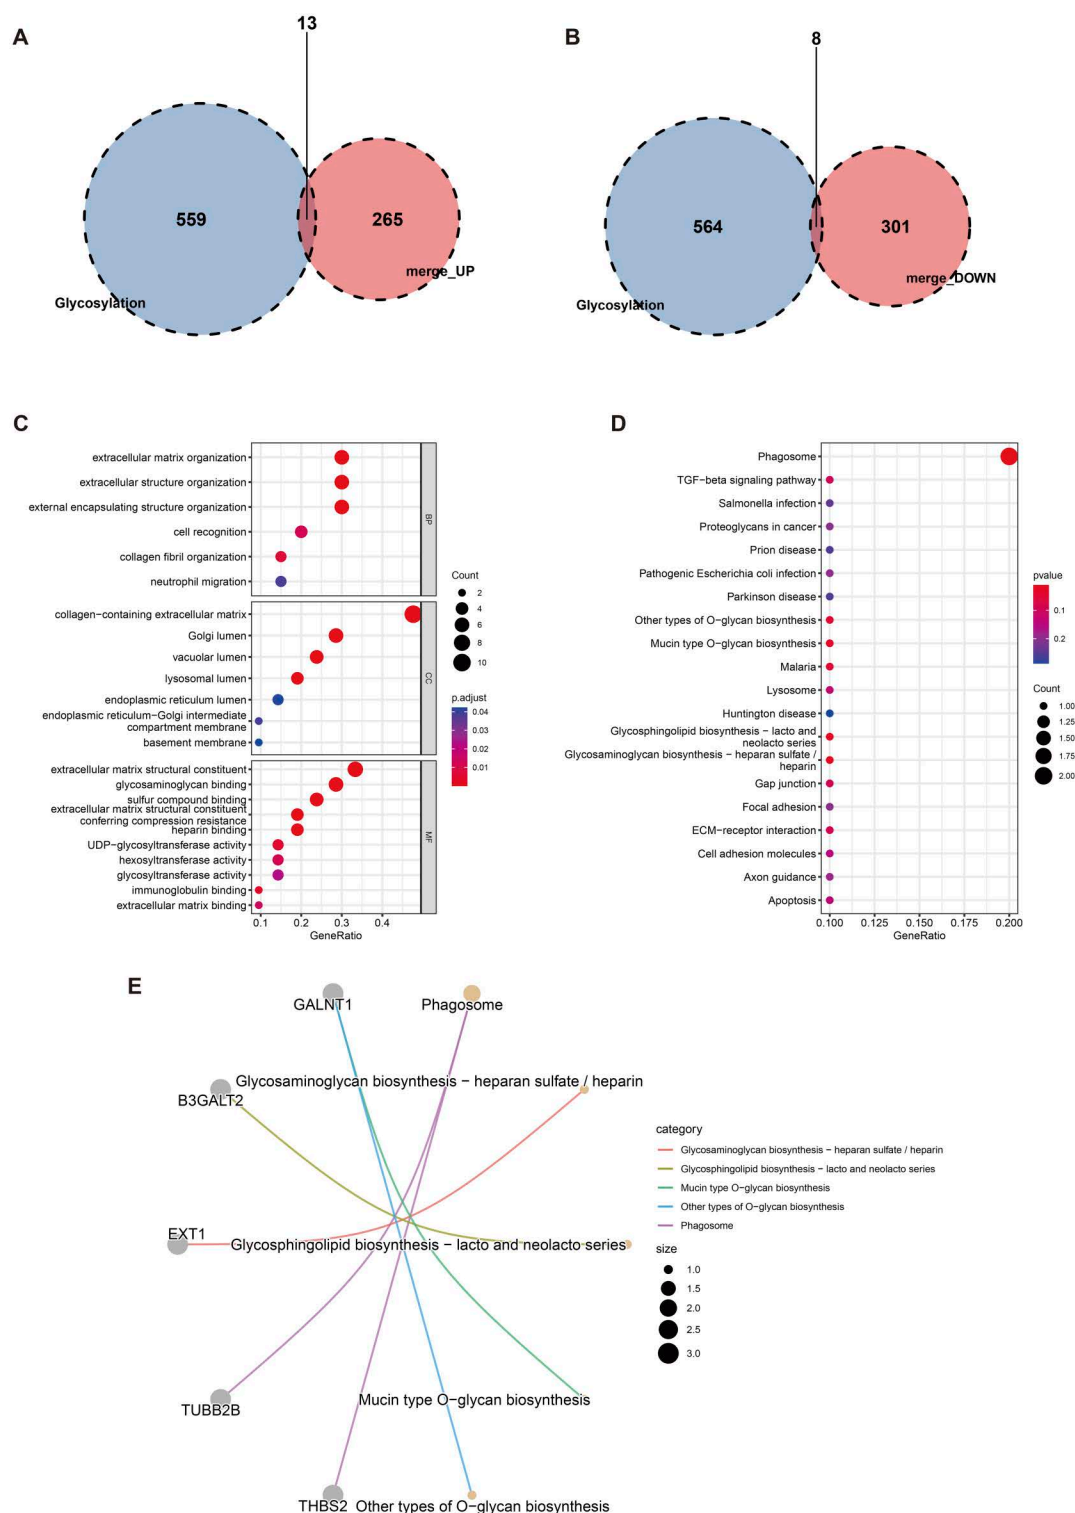 A
13
559
265
merge_UP
Glycosylation
B
8
564
301
merge_DOWN
Glycosylation
C
extracellular matrix organization
extracellular structure organization
external encapsulating structure organization
cell recognition
collagen fibril organization
neutrophil migration
BP
collagen−containing extracellular matrix
Golgi lumen
vacuolar lumen
lysosomal lumen
endoplasmic reticulum lumen
endoplasmic reticulum−Golgi intermediate
compartment membrane
basement membrane
CC
extracellular matrix structural constituent
glycosaminoglycan binding
sulfur compound binding
extracellular matrix structural constituent
conferring compression resistance
heparin binding
UDP−glycosyltransferase activity
hexosyltransferase activity
glycosyltransferase activity
immunoglobulin binding
extracellular matrix binding
MF
0.1 0.2 0.3 0.4
GeneRatio
Count
2
4
6
8
10
p.adjust
0.04
0.03
0.02
0.01
D
Phagosome
TGF−beta signaling pathway
Salmonella infection
Proteoglycans in cancer
Prion disease
Pathogenic Escherichia coli infection
Parkinson disease
Other types of O−glycan biosynthesis
Mucin type O−glycan biosynthesis
Malaria
Lysosome
Huntington disease
Glycosphingolipid biosynthesis − lacto and
neolacto series
Glycosaminoglycan biosynthesis − heparan sulfate /
heparin
Gap junction
Focal adhesion
ECM−receptor interaction
Cell adhesion molecules
Axon guidance
Apoptosis
0.100 0.125 0.150 0.175 0.200
GeneRatio
pvalue
0.1
0.2
Count
1.00
1.25
1.50
1.75
2.00
E
GALNT1
Phagosome
Glycosaminoglycan biosynthesis − heparan sulfate / heparin
B3GALT2
EXT1
Glycosphingolipid biosynthesis − lacto and neolacto series
Mucin type O−glycan biosynthesis
TUBB2B
THBS2
Other types of O−glycan biosynthesis
category
Glycosaminoglycan biosynthesis − heparan sulfate / heparin
Glycosphingolipid biosynthesis − lacto and neolacto series
Mucin type O−glycan biosynthesis
Other types of O−glycan biosynthesis
Phagosome
size
1.0
1.5
2.0
2.5
3.0